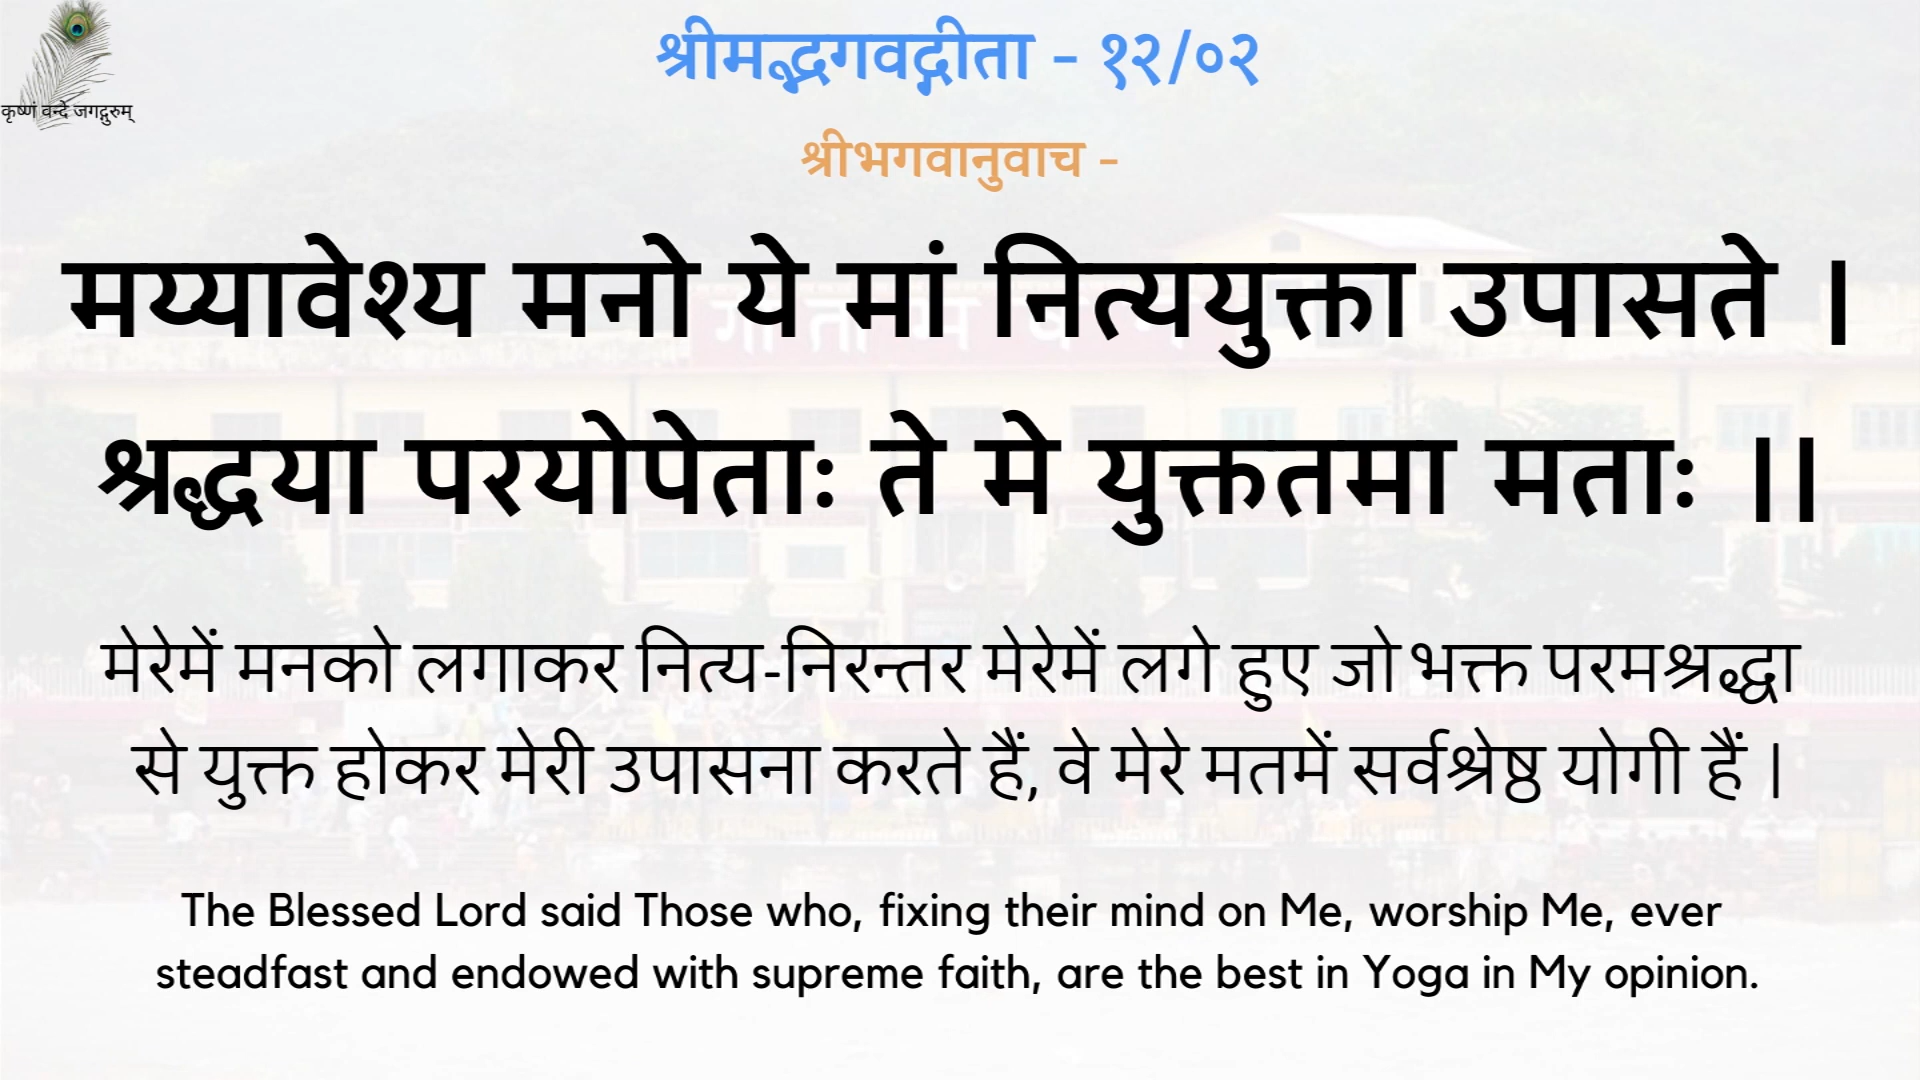 कृष्णं वन्दे जगद्गुरुम्
श्रीमद्भगवद्गीता - १२/०२
श्रीभगवानुवाच -
मय्यावेश्य मनो ये मां नित्ययुक्ता उपासते ।
श्रद्धया परयोपेताः ते मे युक्ततमा मताः ।।
मेरेमें मनको लगाकर नित्य-निरन्तर मेरेमें लगे हुए जो भक्त परमश्रद्धा
से युक्त होकर मेरी उपासना करते हैं, वे मेरे मतमें सर्वश्रेष्ठ योगी हैं |
The Blessed Lord said Those who, fixing their mind on Me, worship Me, ever
steadfast and endowed with supreme faith, are the best in Yoga in My opinion.